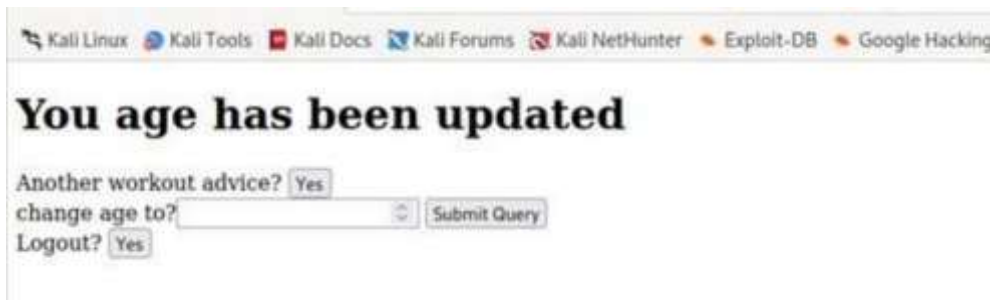 Kali Linux Kali Tools Kali Docs Kali Forums Kali NetHunter Exploit-DB Google Hacking
You age has been updated
Another workout advice? Yes
change age to? Submit Query
Logout? Yes